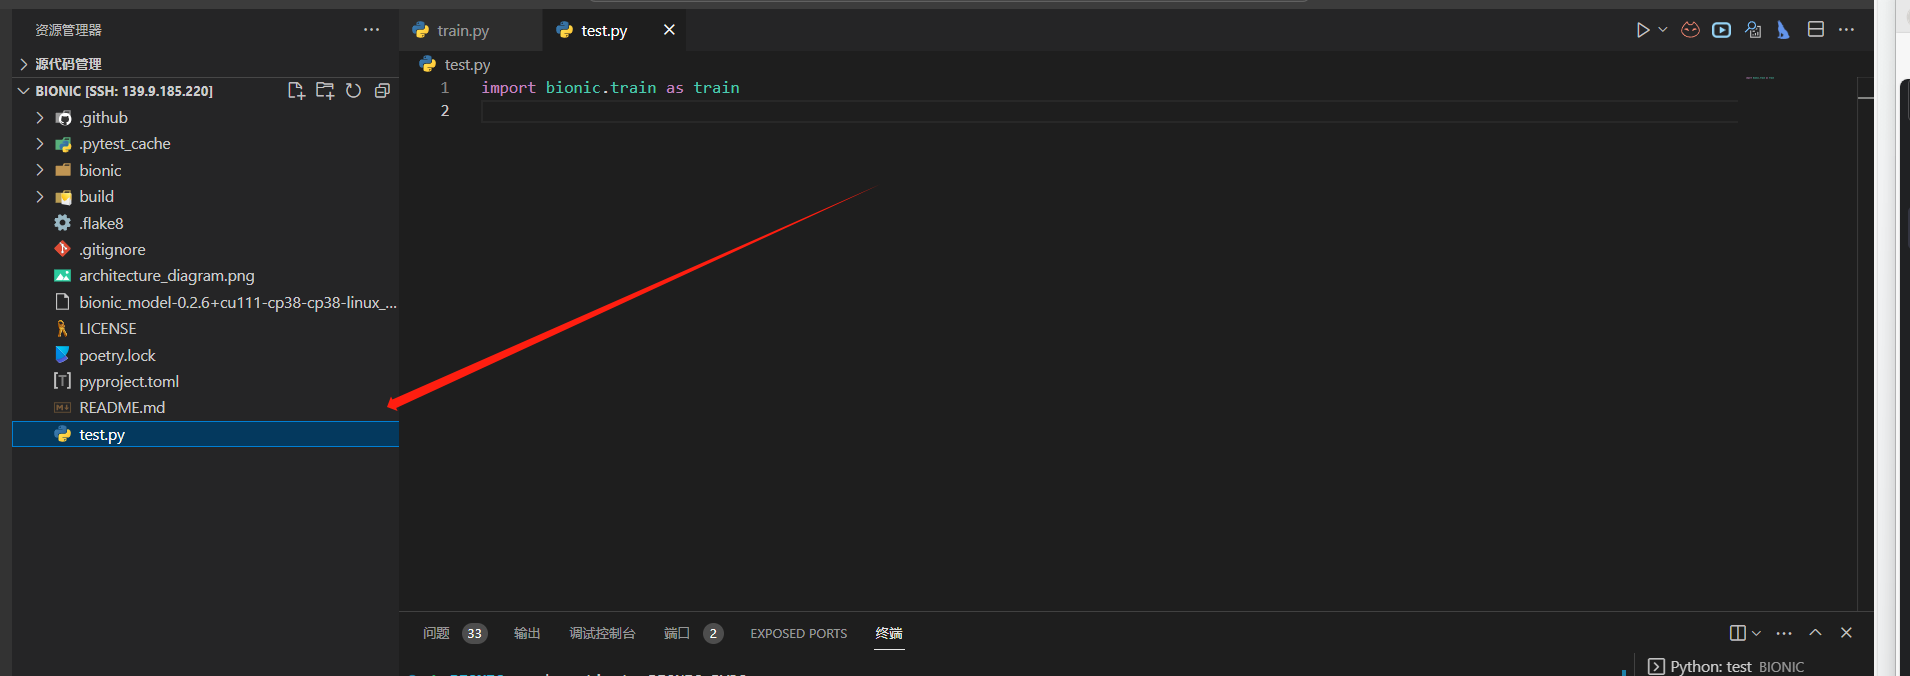 资源管理器
源代码管理
BIONIC [SSH: 139.9.185.220]
.github
.pytest_cache
bionic
build
.flake8
.gitignore
architecture_diagram.png
bionic_model-0.2.6+cu111-cp38-cp38-linux_...
LICENSE
poetry.lock
pyproject.toml
README.md
test.py
train.py
test.py
test.py
1 import bionic.train as train
2
问题 33 输出 调试控制台 端口 2 EXPOSED PORTS 终端
Python: test BIONIC